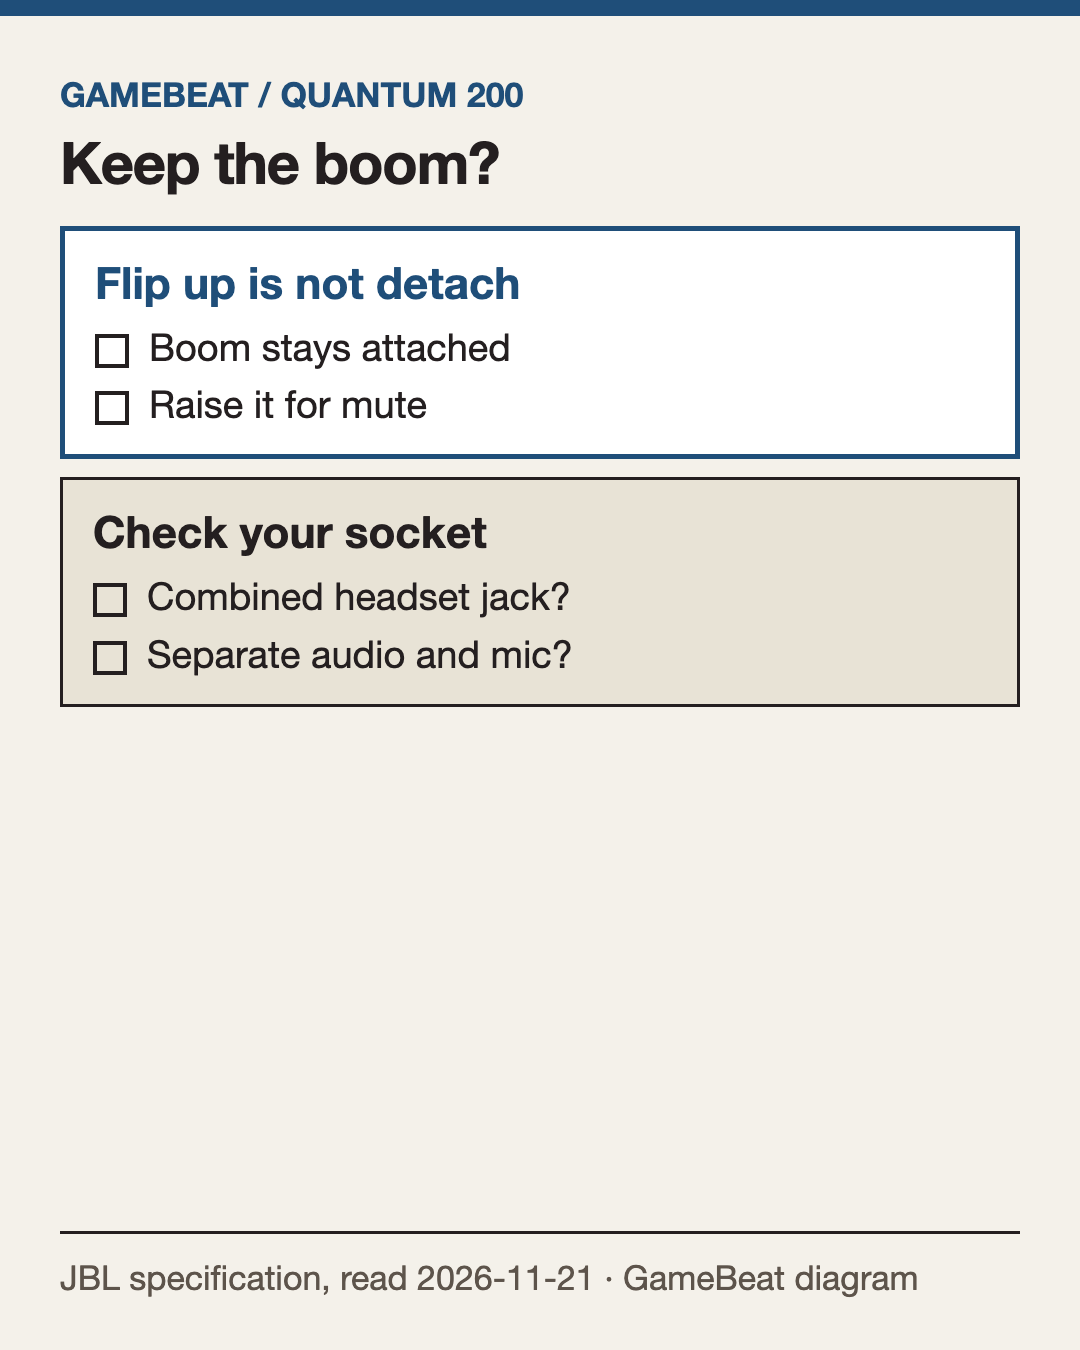 GAMEBEAT / QUANTUM 200
Keep the boom?
Flip up is not detach
Boom stays attached
Raise it for mute
Check your socket
Combined headset jack?
Separate audio and mic?
JBL specification, read 2026-11-21 · GameBeat diagram